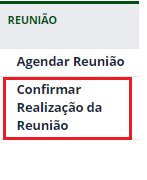 REUNIÃO
Agendar Reunião
Confirmar
Realização da
Reunião